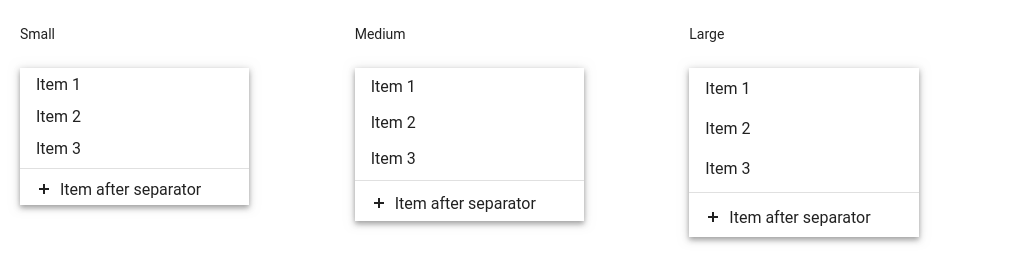 Small
Item 1
Item 2
Item 3
+ Item after separator
Medium
Item 1
Item 2
Item 3
+ Item after separator
Large
Item 1
Item 2
Item 3
+ Item after separator